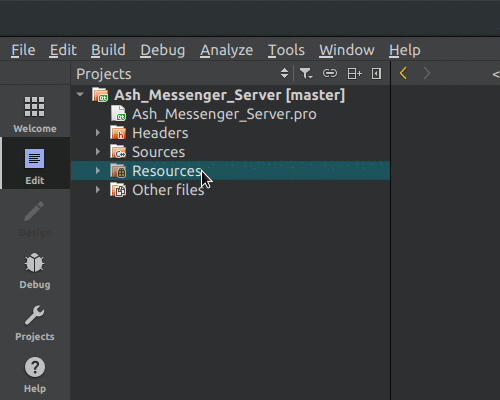 File Edit Build Debug Analyze Tools Window Help
Projects
<
Ash_Messenger_Server [master]
Ash_Messenger_Server.pro
Headers
Sources
Resources
Other files
Welcome
Edit
Design
Debug
Projects
Help